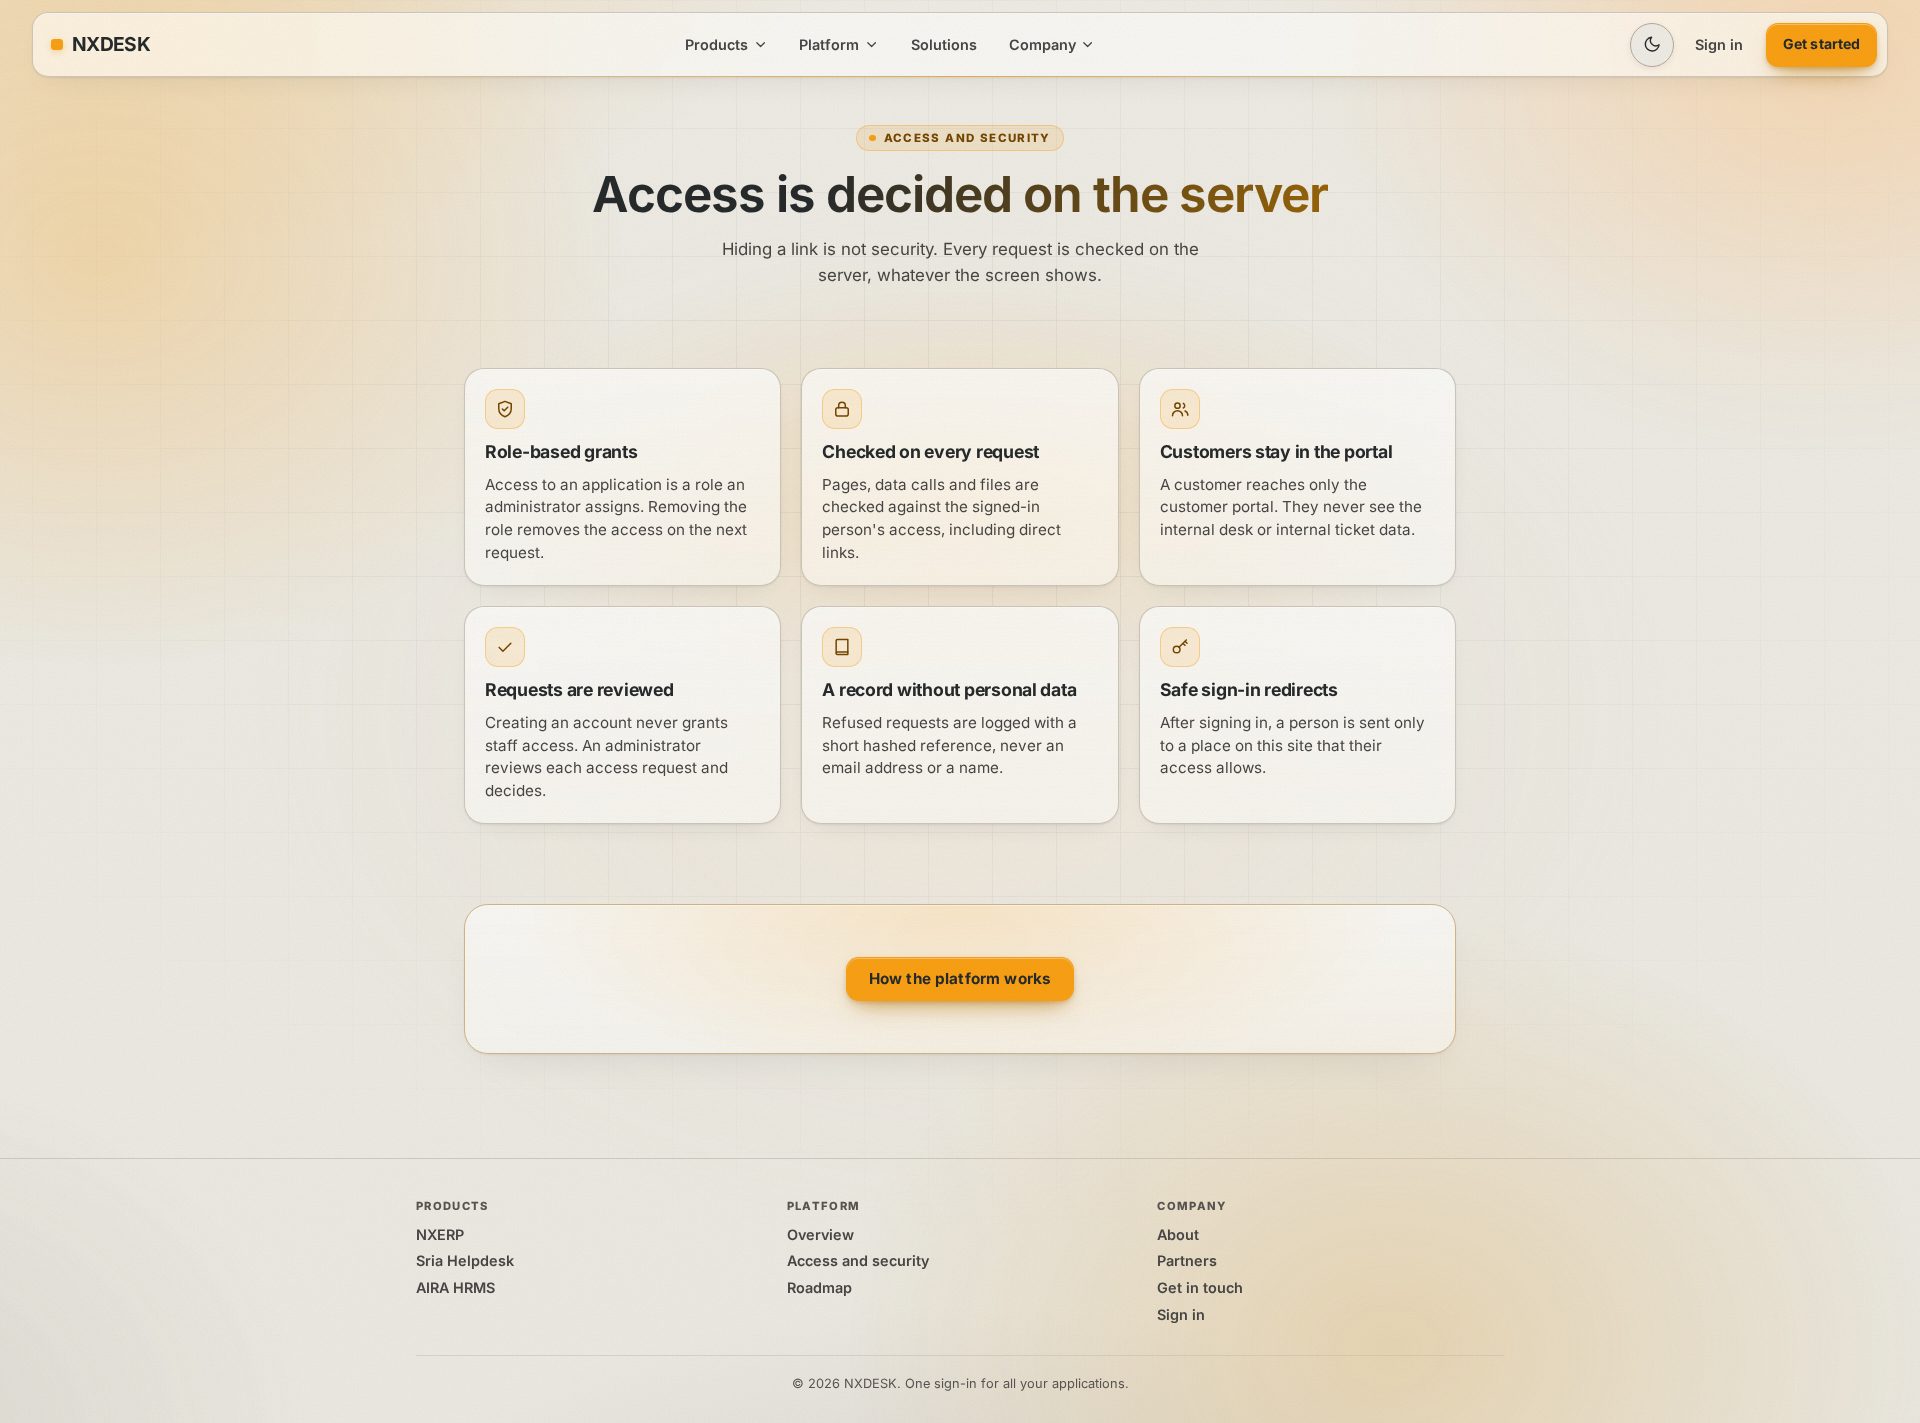 NXDESK
Products
Platform
Solutions
Company
Sign in
Get started
ACCESS AND SECURITY
Access is decided on the server
Hiding a link is not security. Every request is checked on the
server, whatever the screen shows.
Role-based grants
Access to an application is a role an
administrator assigns. Removing the
role removes the access on the next
request.
Checked on every request
Pages, data calls and files are
checked against the signed-in
person's access, including direct
links.
Customers stay in the portal
A customer reaches only the
customer portal. They never see the
internal desk or internal ticket data.
Requests are reviewed
Creating an account never grants
staff access. An administrator
reviews each access request and
decides.
A record without personal data
Refused requests are logged with a
short hashed reference, never an
email address or a name.
Safe sign-in redirects
After signing in, a person is sent only
to a place on this site that their
access allows.
How the platform works
PRODUCTS
NXERP
Sria Helpdesk
AIRA HRMS
PLATFORM
Overview
Access and security
Roadmap
COMPANY
About
Partners
Get in touch
Sign in
© 2026 NXDESK. One sign-in for all your applications.